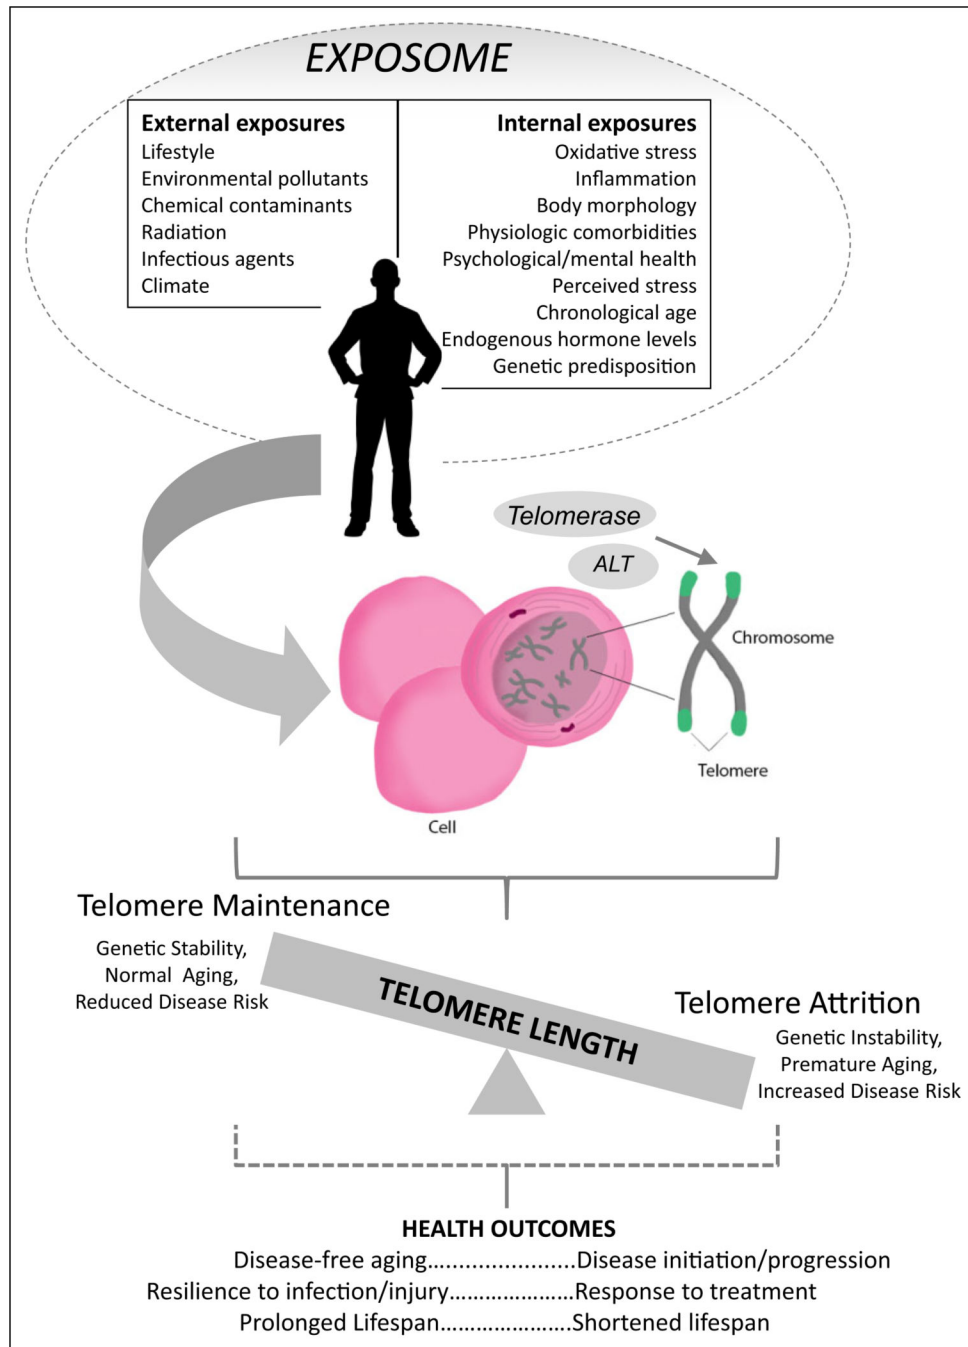 EXPOSOME
External exposures
Lifestyle
Environmental pollutants
Chemical contaminants
Radiation
Infectious agents
Climate
Internal exposures
Oxidative stress
Inflammation
Body morphology
Physiologic comorbidities
Psychological/mental health
Perceived stress
Chronological age
Endogenous hormone levels
Genetic predisposition
Telomerase
ALT
Chromosome
Telomere
Cell
Telomere Maintenance
Genetic Stability,
Normal Aging,
Reduced Disease Risk
TELOMERE LENGTH
Telomere Attrition
Genetic Instability,
Premature Aging,
Increased Disease Risk
HEALTH OUTCOMES
Disease-free aging......................Disease initiation/progression
Resilience to infection/injury.....................Response to treatment
Prolonged Lifespan......................Shortened lifespan